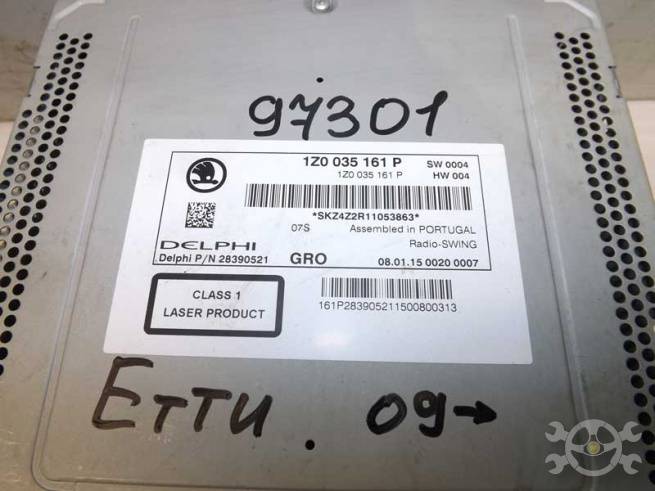 97301
1Z0 035 161 P SW 0004
1Z0 035 161 P HW 004
*SKZ4Z2R11053863*
07S Assembled in PORTUGAL
DELPHI Radio-SWING
Delphi P/N 28390521 GRO 08.01.15 0020 0007
CLASS 1
LASER PRODUCT
161P283905211500800313
Етти 09→